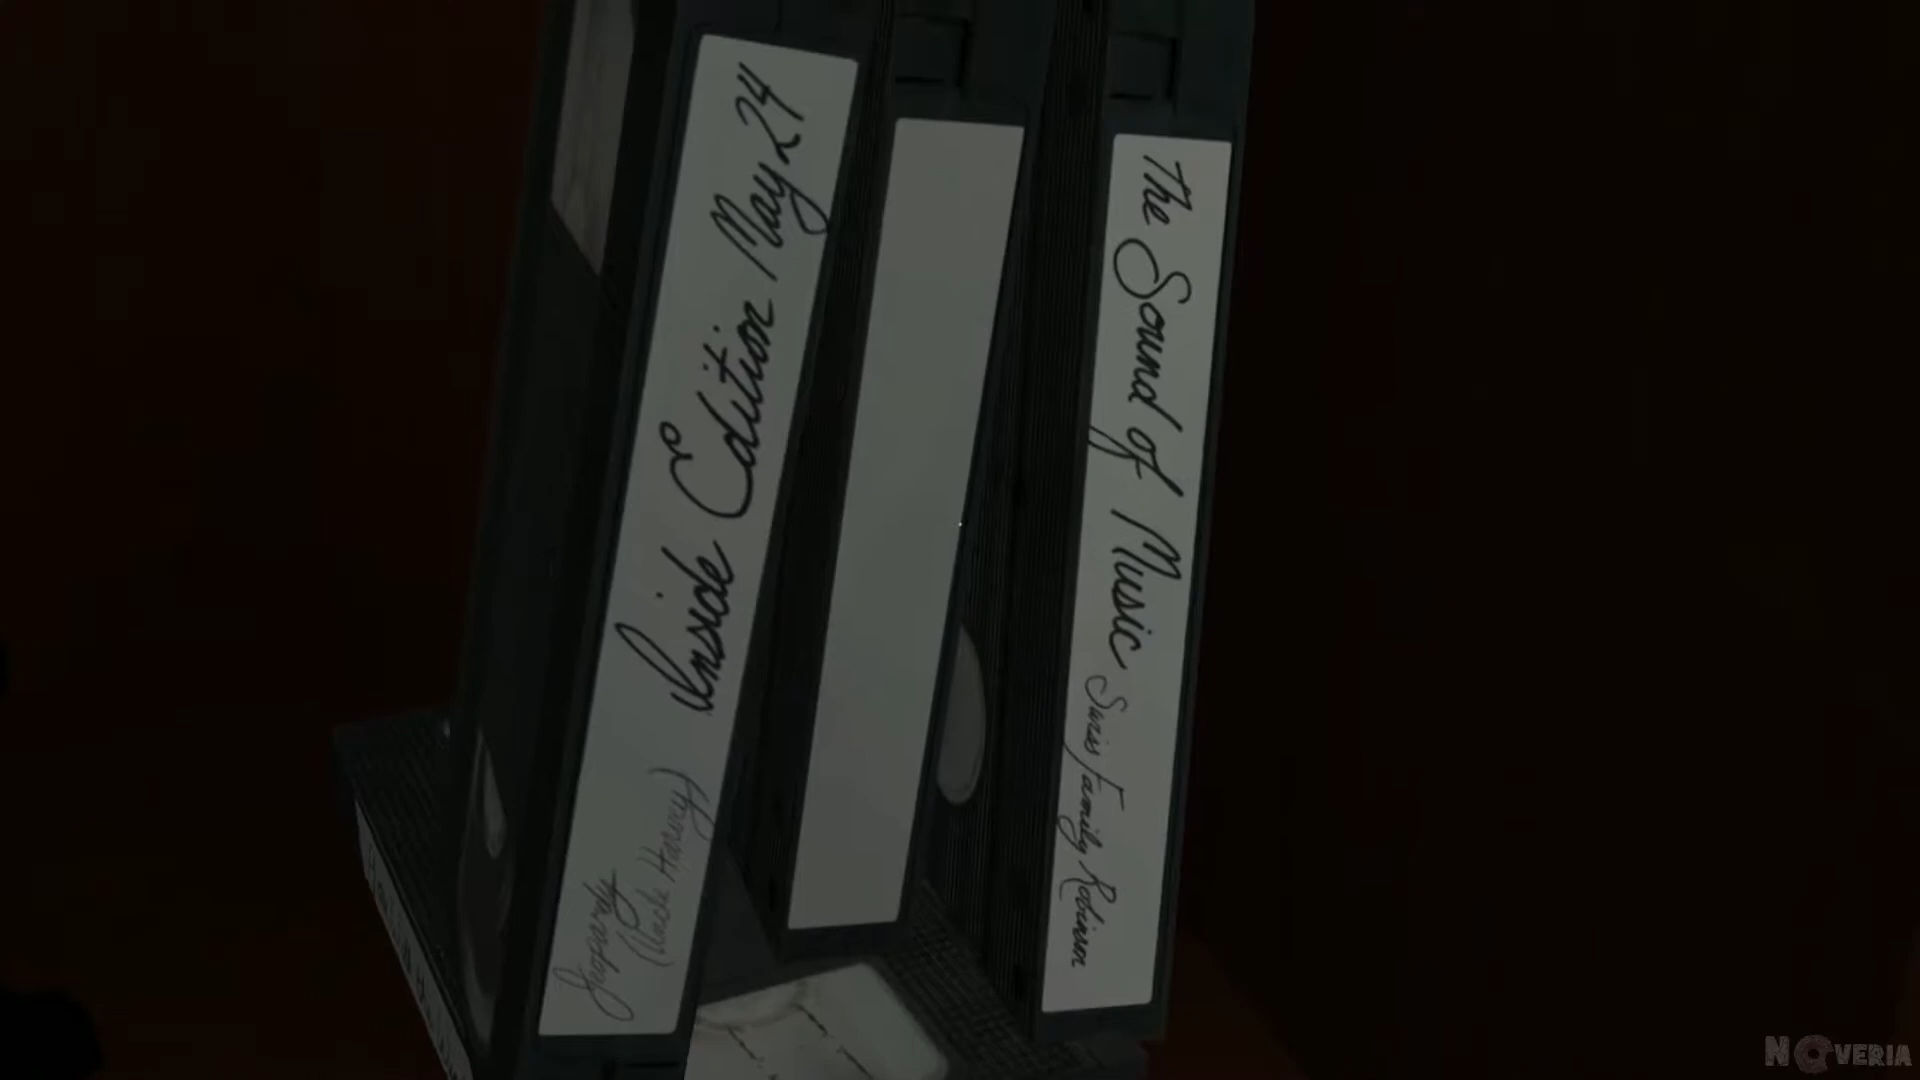 Inside Edition May 24
Jeopardy
(Uncle Harvey)
The Sound of Music
Swiss Family Robinson
NOVERIA